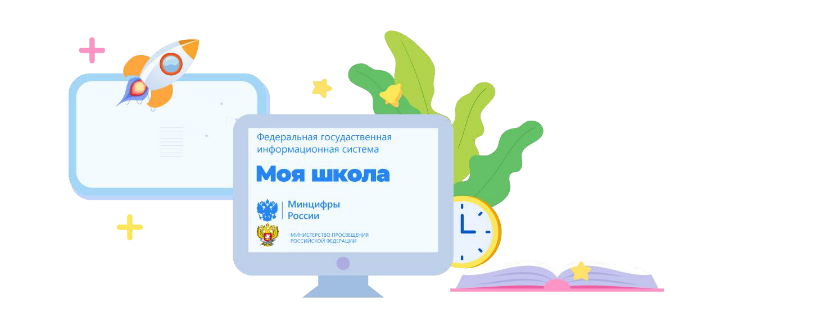 Федеральная государственная
информационная система
Моя школа
Минцифры
России
МИНИСТЕРСТВО ПРОСВЕЩЕНИЯ
РОССИЙСКОЙ ФЕДЕРАЦИИ